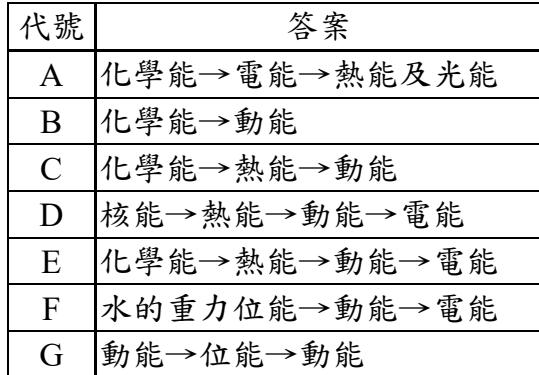 代號 答案
A 化學能→電能→熱能及光能
B 化學能→動能
C 化學能→熱能→動能
D 核能→熱能→動能→電能
E 化學能→熱能→動能→電能
F 水的重力位能→動能→電能
G 動能→位能→動能